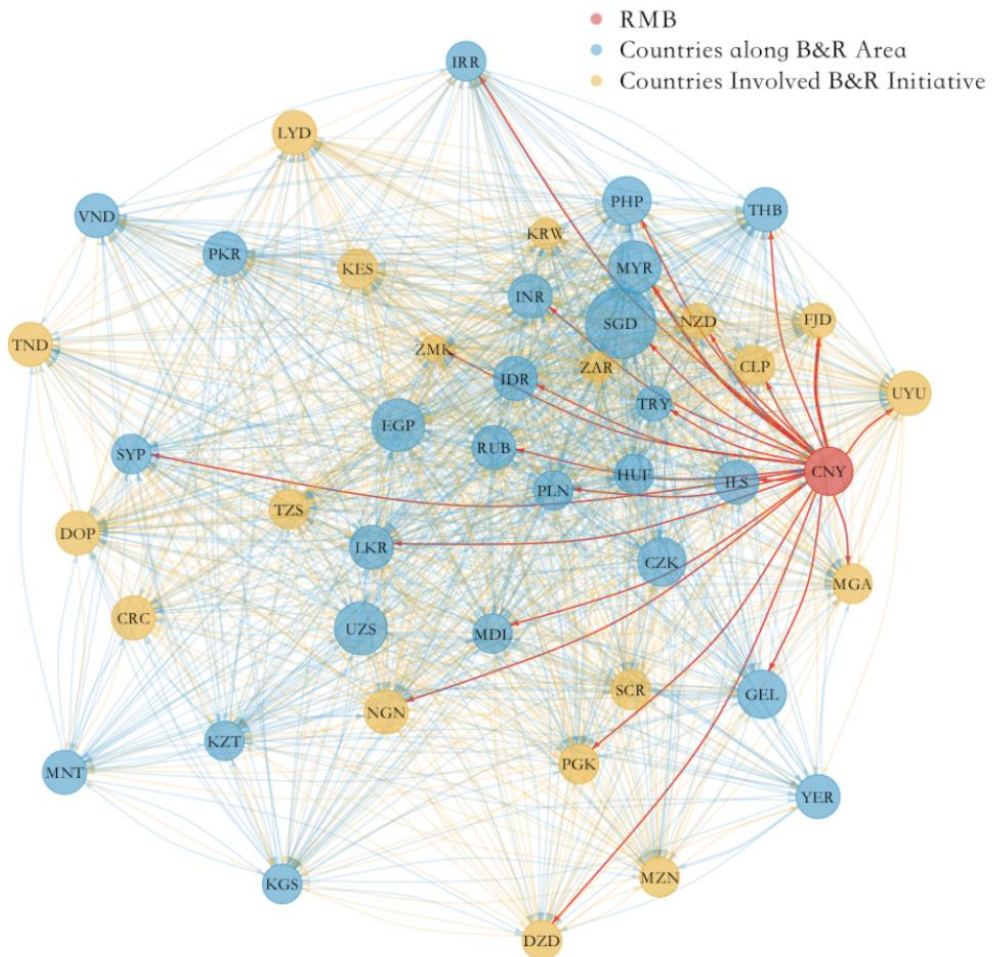 RMB
Countries along B&R Area
Countries Involved B&R Initiative
IRR
LYD
PHP
THB
VND
KRW
PKR
KES
MYR
INR
SGD
NZD
FJD
TND
ZMK
ZAR
CLP
IDR
UYU
TRY
EGP
RUB
SYP
CNY
HUF
ILS
PLN
TZS
DOP
LKR
CZK
MGA
CRC
UZS
MDL
SCR
GEL
NGN
KZT
PGK
MNT
YER
MZN
KGS
DZD